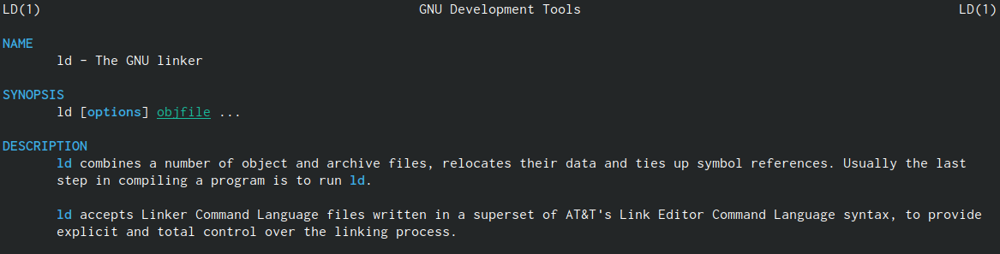 LD(1) GNU Development Tools LD(1)
NAME
ld - The GNU linker
SYNOPSIS
ld [options] objfile ...
DESCRIPTION
ld combines a number of object and archive files, relocates their data and ties up symbol references. Usually the last
step in compiling a program is to run ld.
ld accepts Linker Command Language files written in a superset of AT&T's Link Editor Command Language syntax, to provide
explicit and total control over the linking process.